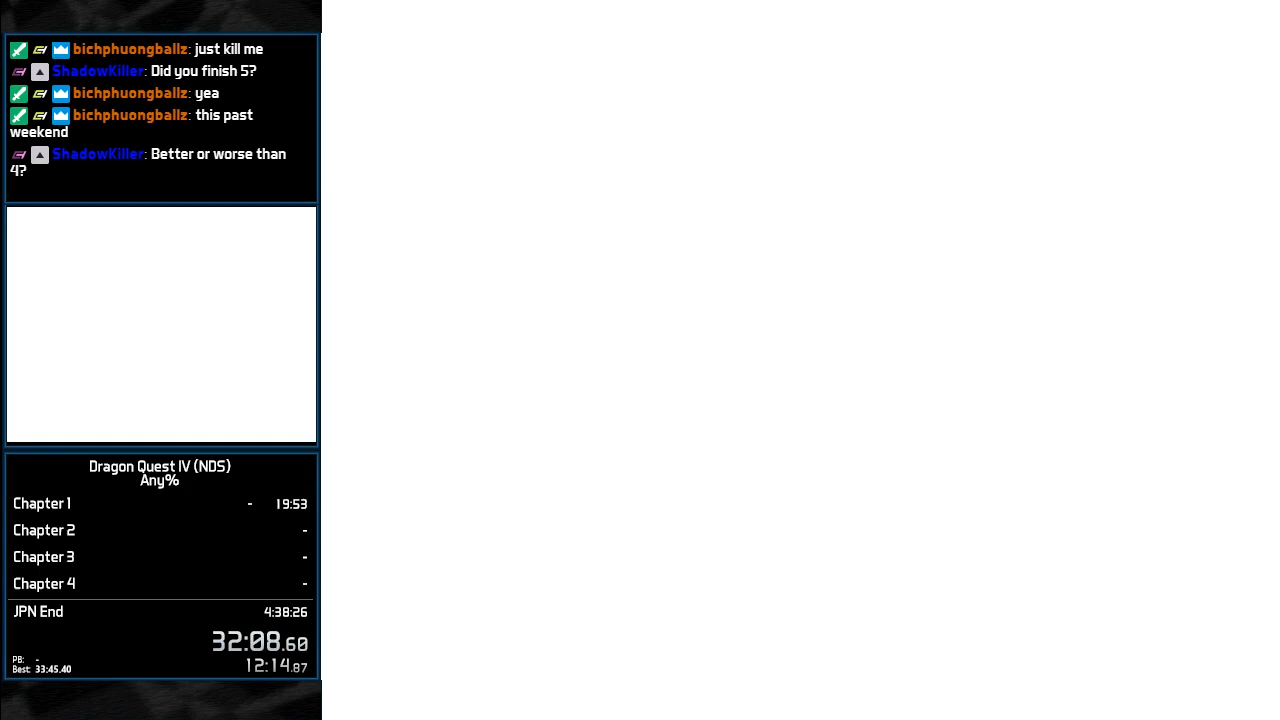 bichphuongballz: just kill me
ShadowKiller: Did you finish 5?
bichphuongballz: yea
bichphuongballz: this past
weekend
ShadowKiller: Better or worse than
4?
Dragon Quest IV (NDS)
Any%
Chapter 1 - 19:53
Chapter 2 -
Chapter 3 -
Chapter 4 -
JPN End 4:38:26
32:08.60
PB: -
Best: 33:45.40
12:14.87